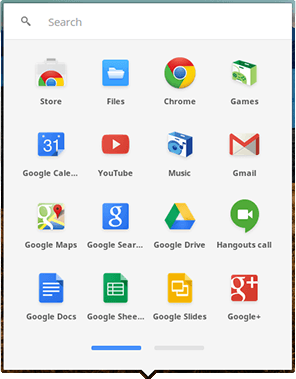 Search
Store Files Chrome Games
31
Google Cale... YouTube Music Gmail
g
Google Maps Google Sear... Google Drive Hangouts call
g+
Google Docs Google Shee... Google Slides Google+